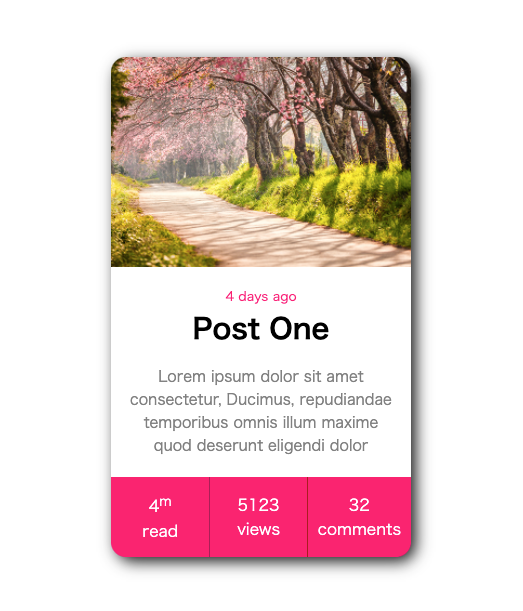 4 days ago
Post One
Lorem ipsum dolor sit amet
consectetur, Ducimus, repudiandae
temporibus omnis illum maxime
quod deserunt eligendi dolor
4m 5123 32
read views comments